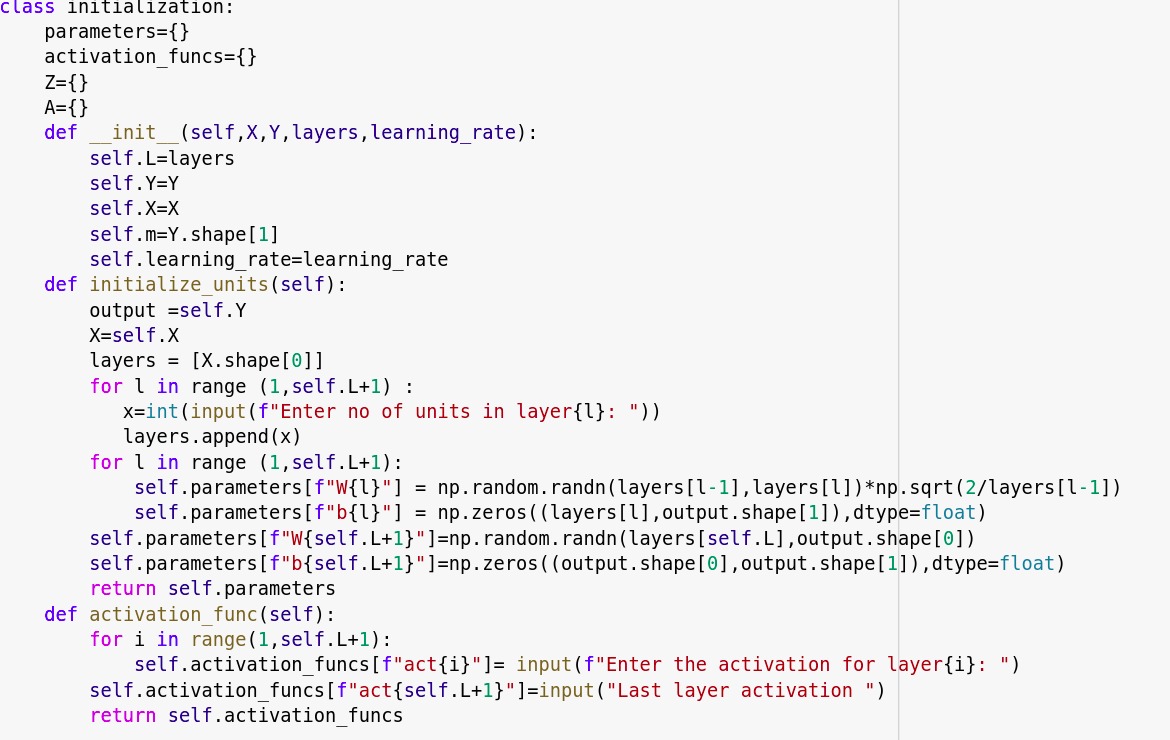 class initialization:
    parameters={}
    activation_funcs={}
    Z={}
    A={}
    def __init__(self,X,Y,layers,learning_rate):
        self.L=layers
        self.Y=Y
        self.X=X
        self.m=Y.shape[1]
        self.learning_rate=learning_rate
    def initialize_units(self):
        output =self.Y
        X=self.X
        layers = [X.shape[0]]
        for l in range (1,self.L+1) :
           x=int(input(f"Enter no of units in layer{l}: "))
           layers.append(x)
        for l in range (1,self.L+1):
            self.parameters[f"W{l}"] = np.random.randn(layers[l-1],layers[l])*np.sqrt(2/layers[l-1])
            self.parameters[f"b{l}"] = np.zeros((layers[l],output.shape[1]),dtype=float)
        self.parameters[f"W{self.L+1}"]=np.random.randn(layers[self.L],output.shape[0])
        self.parameters[f"b{self.L+1}"]=np.zeros((output.shape[0],output.shape[1]),dtype=float)
        return self.parameters
    def activation_func(self):
        for i in range(1,self.L+1):
            self.activation_funcs[f"act{i}"]= input(f"Enter the activation for layer{i}: ")
        self.activation_funcs[f"act{self.L+1}"]=input("Last layer activation ")
        return self.activation_funcs